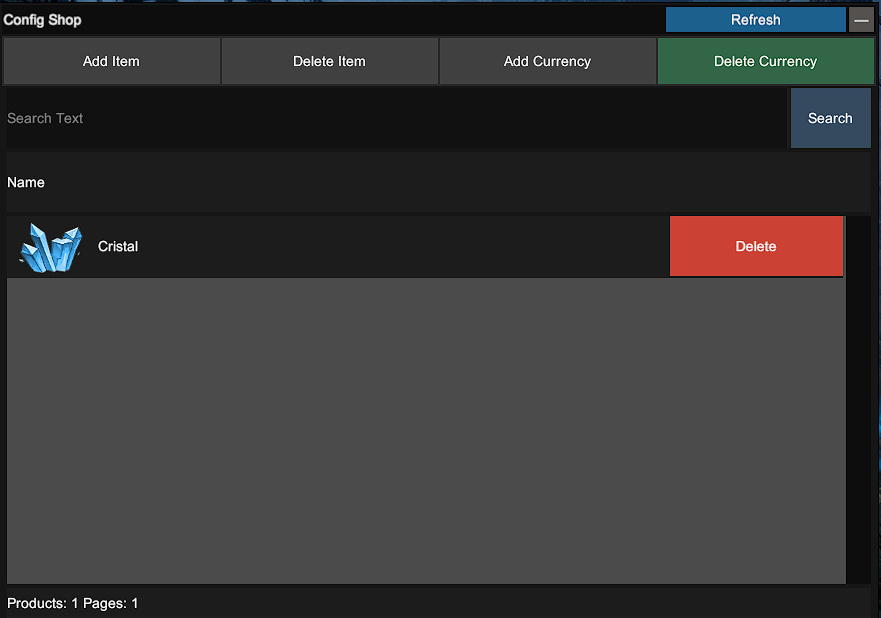 Config Shop Refresh
Add Item Delete Item Add Currency Delete Currency
Search Text Search
Name
Cristal Delete
Products: 1 Pages: 1